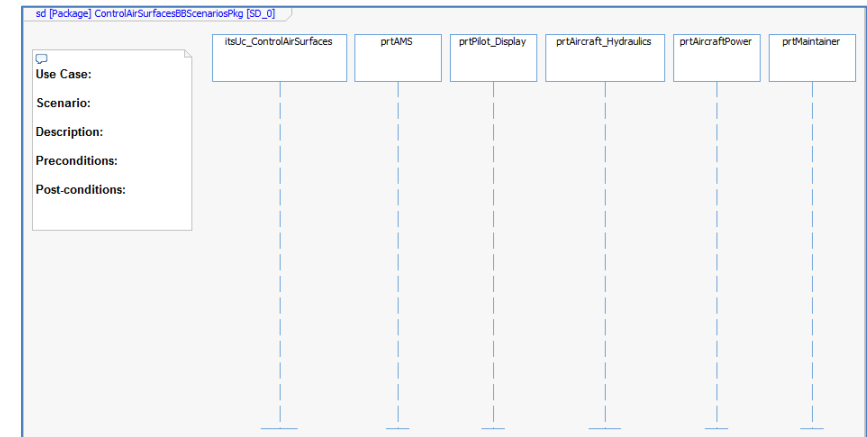 sd [Package] ControlAirSurfacesBBScenariosPkg [SD_0]
itsUc_ControlAirSurfaces
prtAMS
prtPilot_Display
prtAircraft_Hydraulics
prtAircraftPower
prtMaintainer
Use Case:
Scenario:
Description:
Preconditions:
Post-conditions: